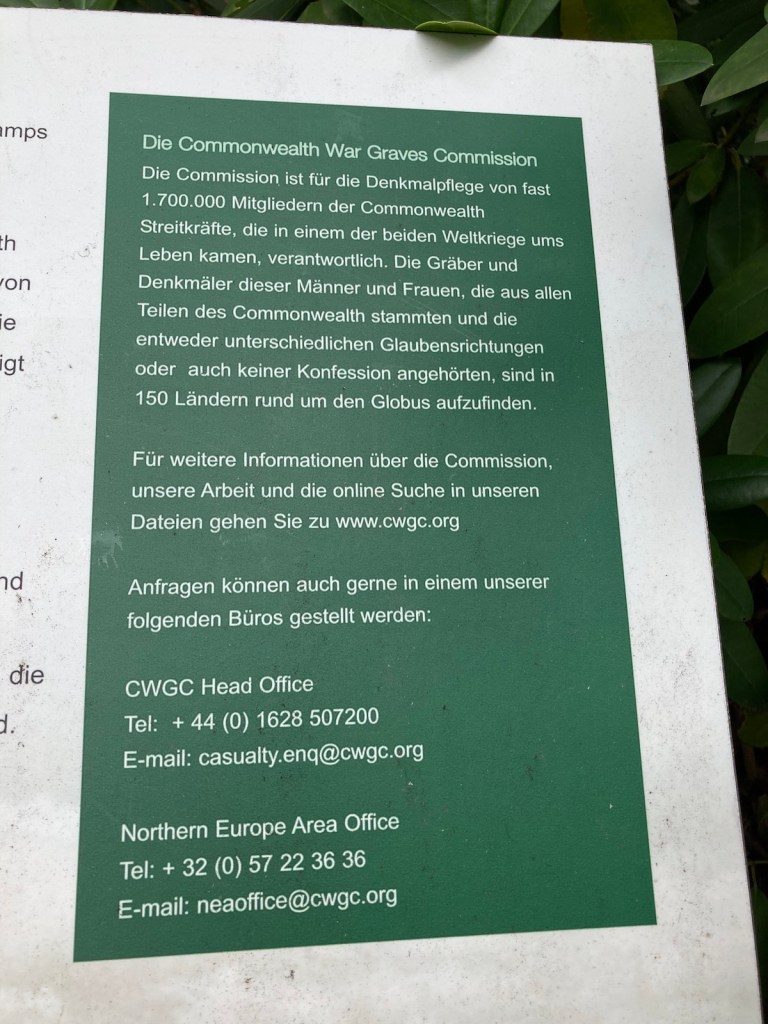 amps
th
von
ie
igt
nd
die
d.
Die Commonwealth War Graves Commission
Die Commission ist für die Denkmalpflege von fast
1.700.000 Mitgliedern der Commonwealth
Streitkräfte, die in einem der beiden Weltkriege ums
Leben kamen, verantwortlich. Die Gräber und
Denkmäler dieser Männer und Frauen, die aus allen
Teilen des Commonwealth stammten und die
entweder unterschiedlichen Glaubensrichtungen
oder auch keiner Konfession angehörten, sind in
150 Ländern rund um den Globus aufzufinden.
Für weitere Informationen über die Commission,
unsere Arbeit und die online Suche in unseren
Dateien gehen Sie zu www.cwgc.org
Anfragen können auch gerne in einem unserer
folgenden Büros gestellt werden:
CWGC Head Office
Tel: + 44 (0) 1628 507200
E-mail: casualty.enq@cwgc.org
Northern Europe Area Office
Tel: + 32 (0) 57 22 36 36
E-mail: neaoffice@cwgc.org